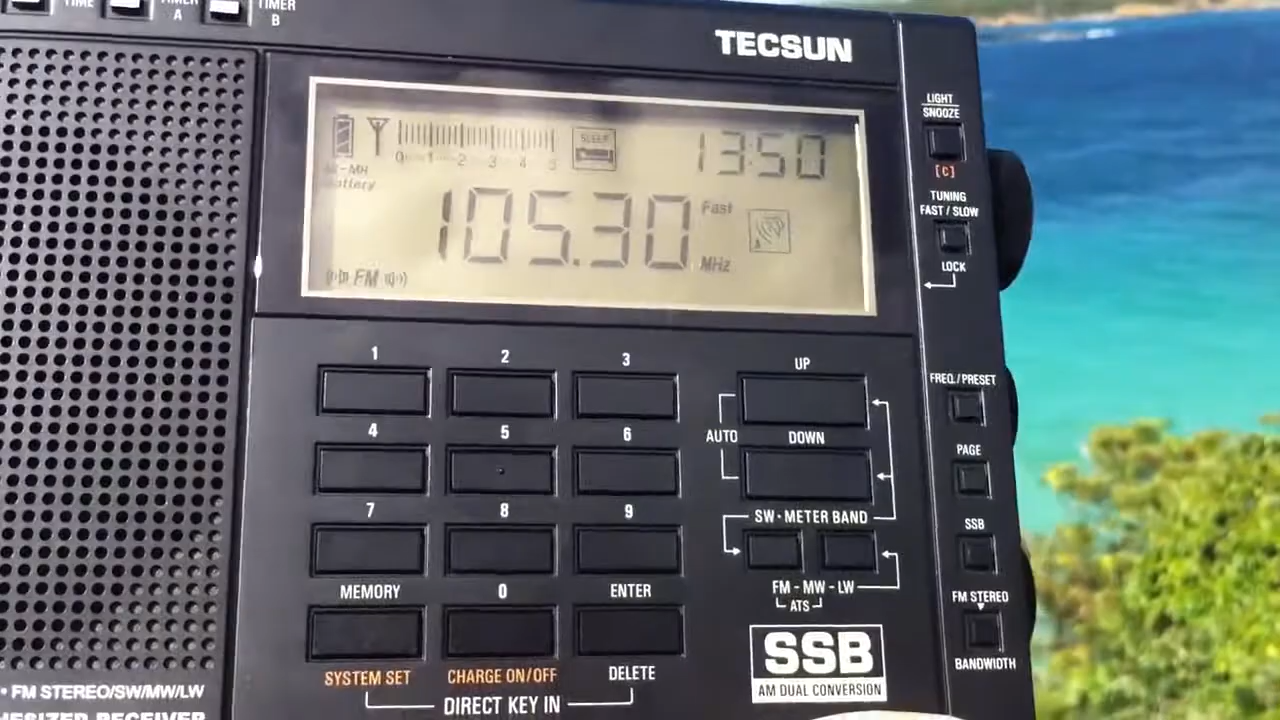 TIME
TIMER
A
TIMER
B
TECSUN
LIGHT
SNOOZE
[C]
TUNING
FAST / SLOW
LOCK
SLEEP
13:50
0 1 2 3 4 5
Ni-MH
Battery
105.30
Fast
MHz
FM
1 2 3 UP
FREQ./PRESET
4 5 6 AUTO DOWN
PAGE
7 8 9 SW - METER BAND
SSB
MEMORY 0 ENTER FM - MW - LW
ATS
FM STEREO
BANDWIDTH
SSB
AM DUAL CONVERSION
SYSTEM SET CHARGE ON/OFF DELETE
DIRECT KEY IN
• FM STEREO/SW/MW/LW
RECEIVER